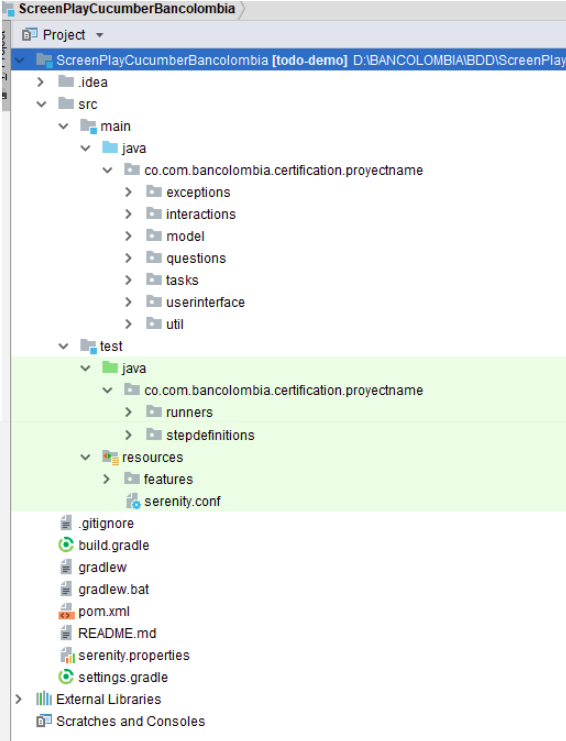 ScreenPlayCucumberBancolombia
Project
ScreenPlayCucumberBancolombia [todo-demo] D:\BANCOLOMBIA\BDD\ScreenPlay
.idea
src
main
java
co.com.bancolombia.certification.proyectname
exceptions
interactions
model
questions
tasks
userinterface
util
test
java
co.com.bancolombia.certification.proyectname
runners
stepdefinitions
resources
features
serenity.conf
.gitignore
build.gradle
gradlew
gradlew.bat
pom.xml
README.md
serenity.properties
settings.gradle
External Libraries
Scratches and Consoles